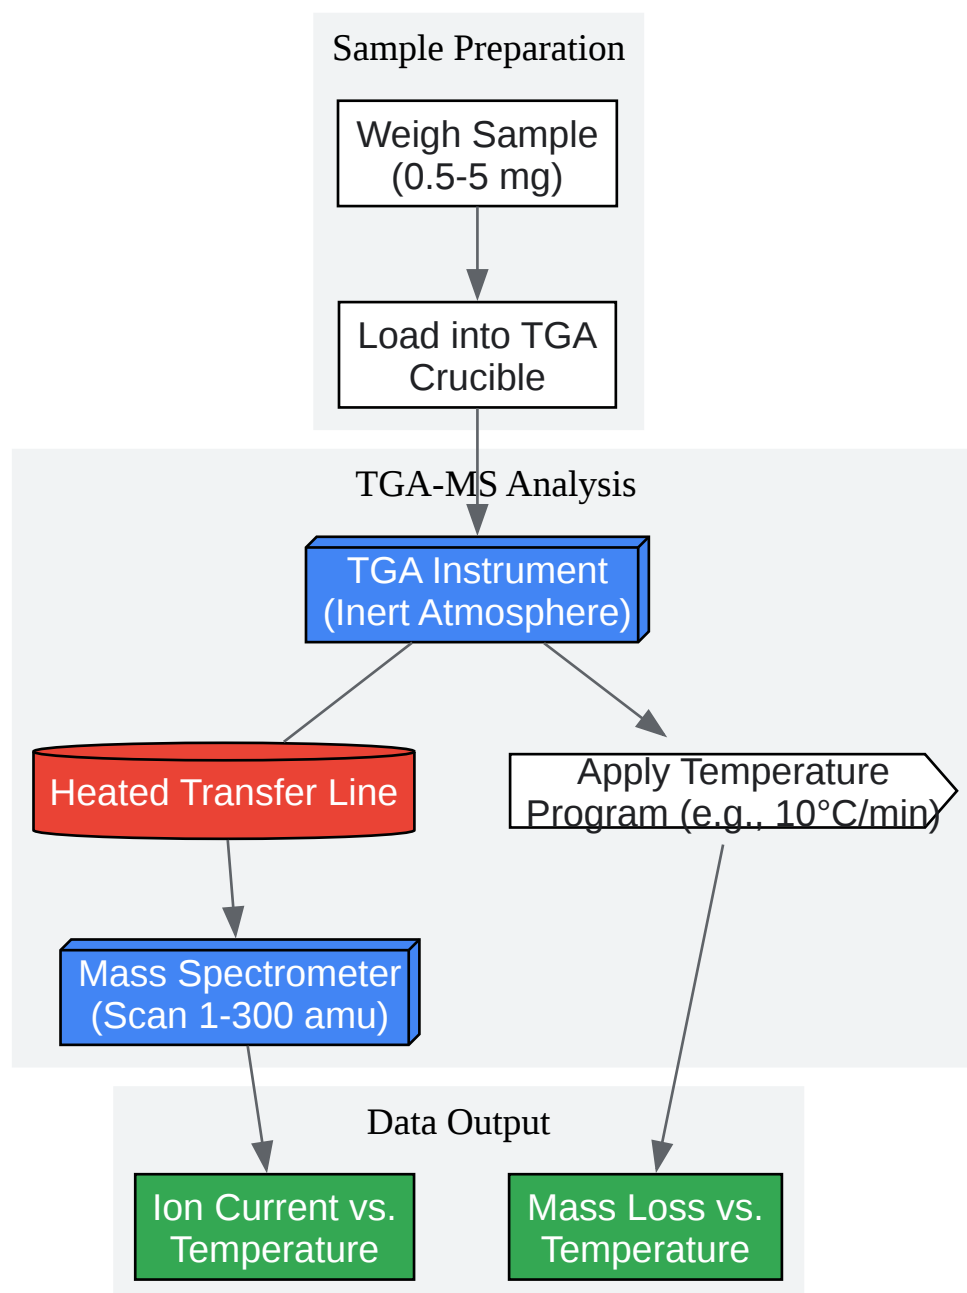 Sample Preparation
Weigh Sample
(0.5-5 mg)
Load into TGA
Crucible
TGA-MS Analysis
TGA Instrument
(Inert Atmosphere)
Heated Transfer Line
Apply Temperature
Program (e.g., 10°C/min)
Mass Spectrometer
(Scan 1-300 amu)
Data Output
Ion Current vs.
Temperature
Mass Loss vs.
Temperature